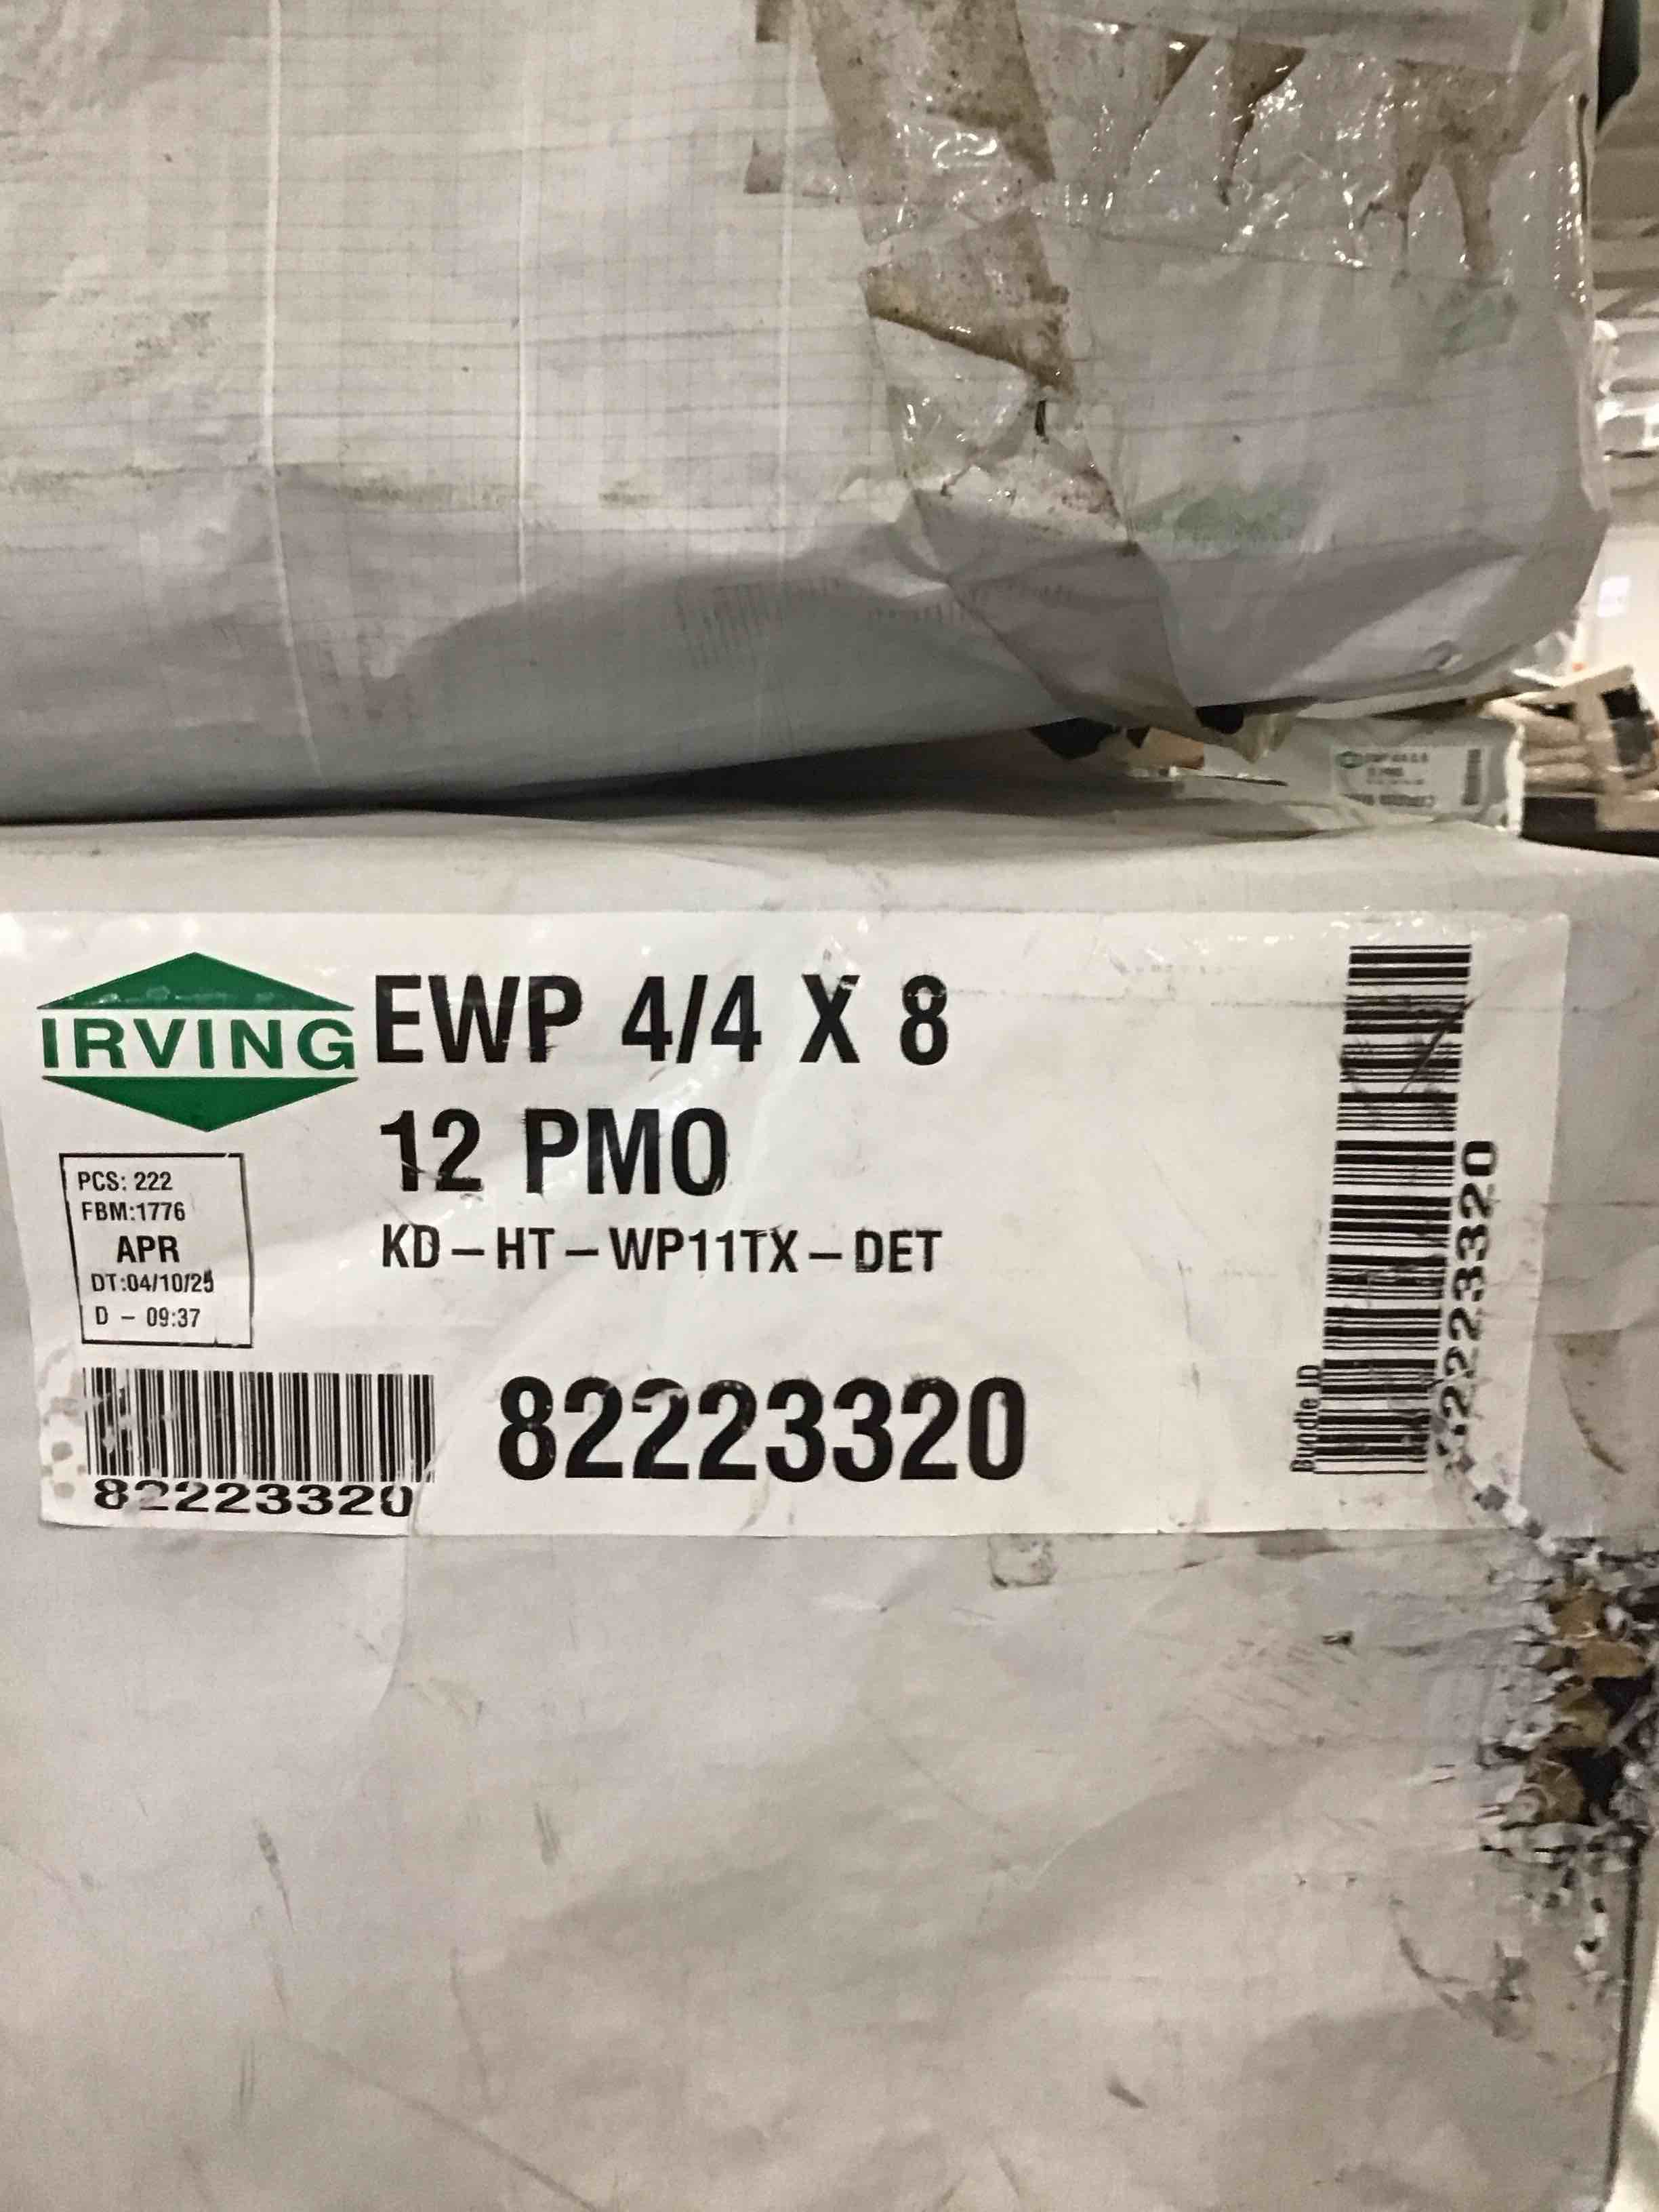 IRVING
EWP 4/4 X 8
12 PMO
KD-HT-WP11TX-DET
PCS: 222
FBM:1776
APR
DT:04/10/25
D - 09:37
82223320
82223320
Bundle ID
82223320